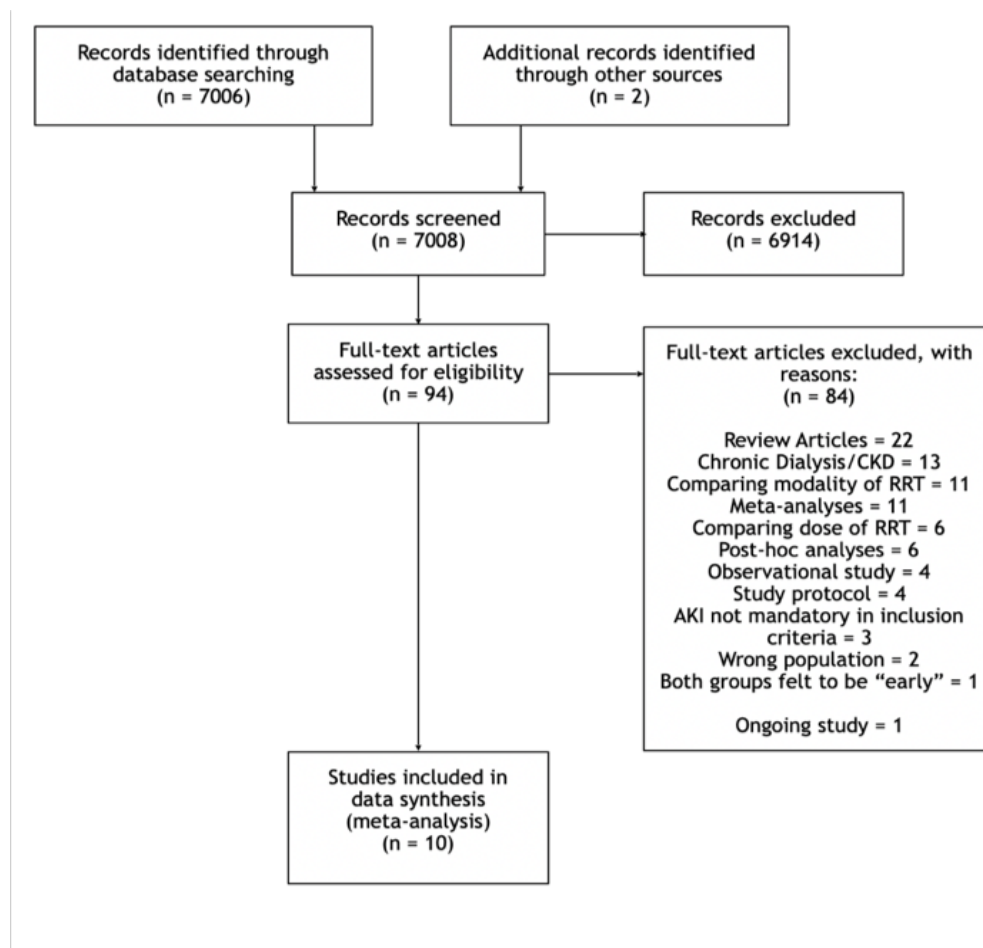 Records identified through
database searching
(n = 7006)
Additional records identified
through other sources
(n = 2)
Records screened
(n = 7008)
Records excluded
(n = 6914)
Full-text articles
assessed for eligibility
(n = 94)
Full-text articles excluded, with
reasons:
(n = 84)
Review Articles = 22
Chronic Dialysis/CKD = 13
Comparing modality of RRT = 11
Meta-analyses = 11
Comparing dose of RRT = 6
Post-hoc analyses = 6
Observational study = 4
Study protocol = 4
AKI not mandatory in inclusion
criteria = 3
Wrong population = 2
Both groups felt to be “early” = 1
Ongoing study = 1
Studies included in
data synthesis
(meta-analysis)
(n = 10)